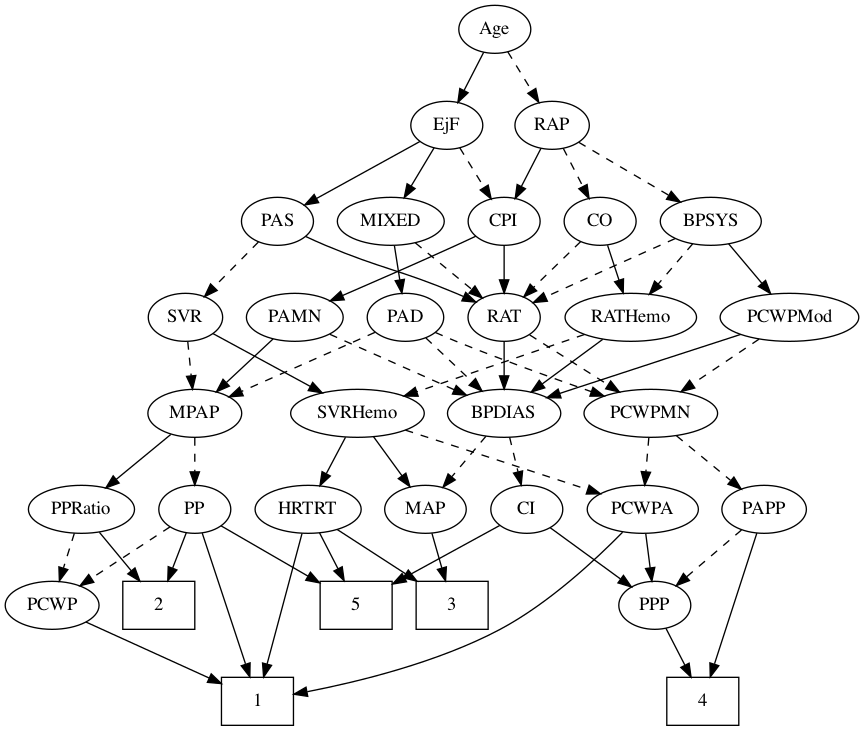 Age
EjF
RAP
PAS
MIXED
CPI
CO
BPSYS
SVR
PAMN
PAD
RAT
RATHemo
PCWPMod
MPAP
SVRHemo
BPDIAS
PCWPMN
PPRatio
PP
HRTRT
MAP
CI
PCWPA
PAPP
PCWP
2
5
3
PPP
1
4